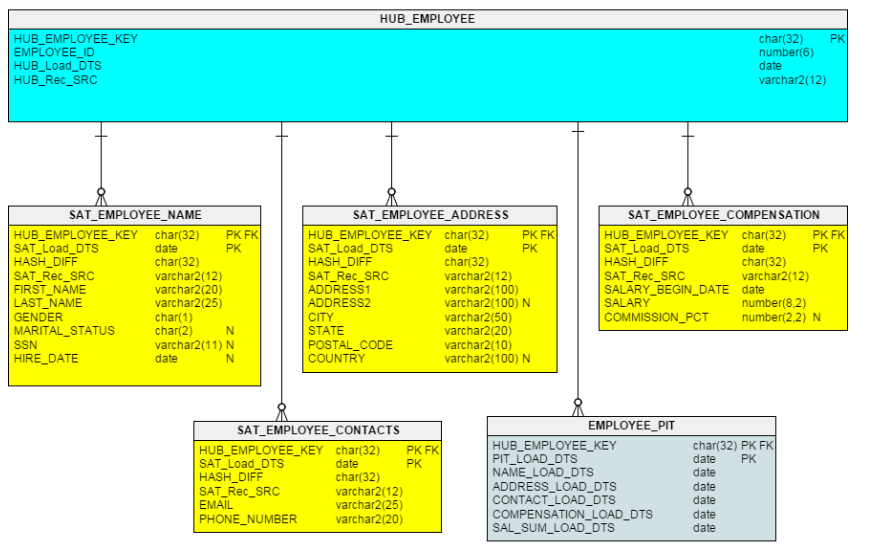 HUB_EMPLOYEE
HUB_EMPLOYEE_KEY char(32) PK
EMPLOYEE_ID number(6)
HUB_Load_DTS date
HUB_Rec_SRC varchar2(12)
SAT_EMPLOYEE_NAME
HUB_EMPLOYEE_KEY char(32) PK FK
SAT_Load_DTS date PK
HASH_DIFF char(32)
SAT_Rec_SRC varchar2(12)
FIRST_NAME varchar2(20)
LAST_NAME varchar2(25)
GENDER char(1)
MARITAL_STATUS char(2) N
SSN varchar2(11) N
HIRE_DATE date N
SAT_EMPLOYEE_ADDRESS
HUB_EMPLOYEE_KEY char(32) PK FK
SAT_Load_DTS date PK
HASH_DIFF char(32)
SAT_Rec_SRC varchar2(12)
ADDRESS1 varchar2(100)
ADDRESS2 varchar2(100) N
CITY varchar2(50)
STATE varchar2(20)
POSTAL_CODE varchar2(10)
COUNTRY varchar2(100) N
SAT_EMPLOYEE_COMPENSATION
HUB_EMPLOYEE_KEY char(32) PK FK
SAT_Load_DTS date PK
HASH_DIFF char(32)
SAT_Rec_SRC varchar2(12)
SALARY_BEGIN_DATE date
SALARY number(8,2)
COMMISSION_PCT number(2,2) N
SAT_EMPLOYEE_CONTACTS
HUB_EMPLOYEE_KEY char(32) PK FK
SAT_Load_DTS date PK
HASH_DIFF char(32)
SAT_Rec_SRC varchar2(12)
EMAIL varchar2(25)
PHONE_NUMBER varchar2(20)
EMPLOYEE_PIT
HUB_EMPLOYEE_KEY char(32) PK FK
PIT_LOAD_DTS date PK
NAME_LOAD_DTS date
ADDRESS_LOAD_DTS date
CONTACT_LOAD_DTS date
COMPENSATION_LOAD_DTS date
SAL_SUM_LOAD_DTS date